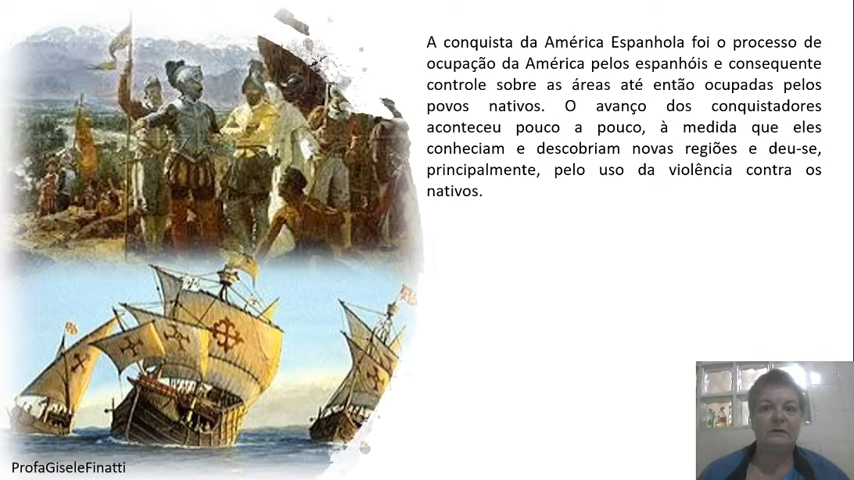 A conquista da América Espanhola foi o processo de
ocupação da América pelos espanhóis e consequente
controle sobre as áreas até então ocupadas pelos
povos nativos. O avanço dos conquistadores
aconteceu pouco a pouco, à medida que eles
conheciam e descobriam novas regiões e deu-se,
principalmente, pelo uso da violência contra os
nativos.
ProfaGiseleFinatti